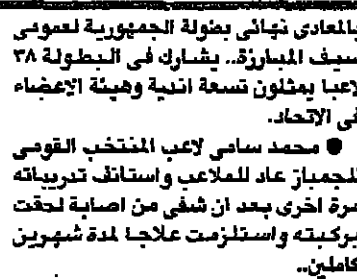 بالمعادى نهائى بطولة الجمهورية لعمومى
سيف المبارزة.. يشارك فى البطولة ٣٨
لاعبا يمثلون تسعة اندية وهيئة الاعضاء
فى الاتحاد.
● محمد سامى لاعب المنتخب القومى
للجمباز عاد للملاعب واستانف تدريباته
مرة اخرى بعد ان شفى من اصابة لحقت
بركبته واستلزمت علاجا لمدة شهرين
كاملين..